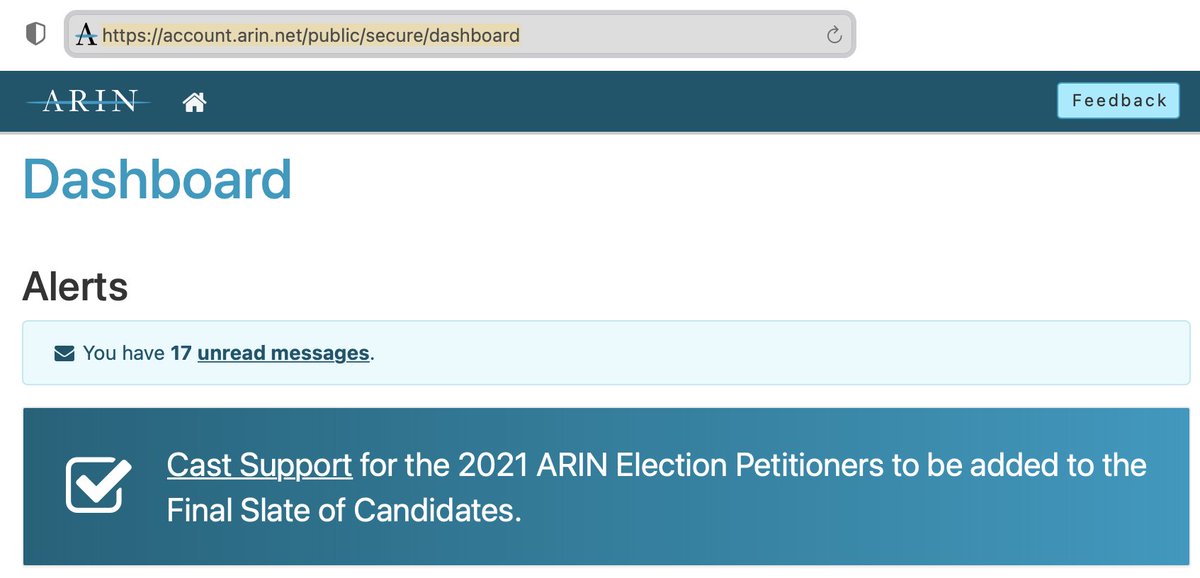 https://account.arin.net/public/secure/dashboard
ARIN
Feedback
Dashboard
Alerts
You have 17 unread messages.
Cast Support for the 2021 ARIN Election Petitioners to be added to the
Final Slate of Candidates.